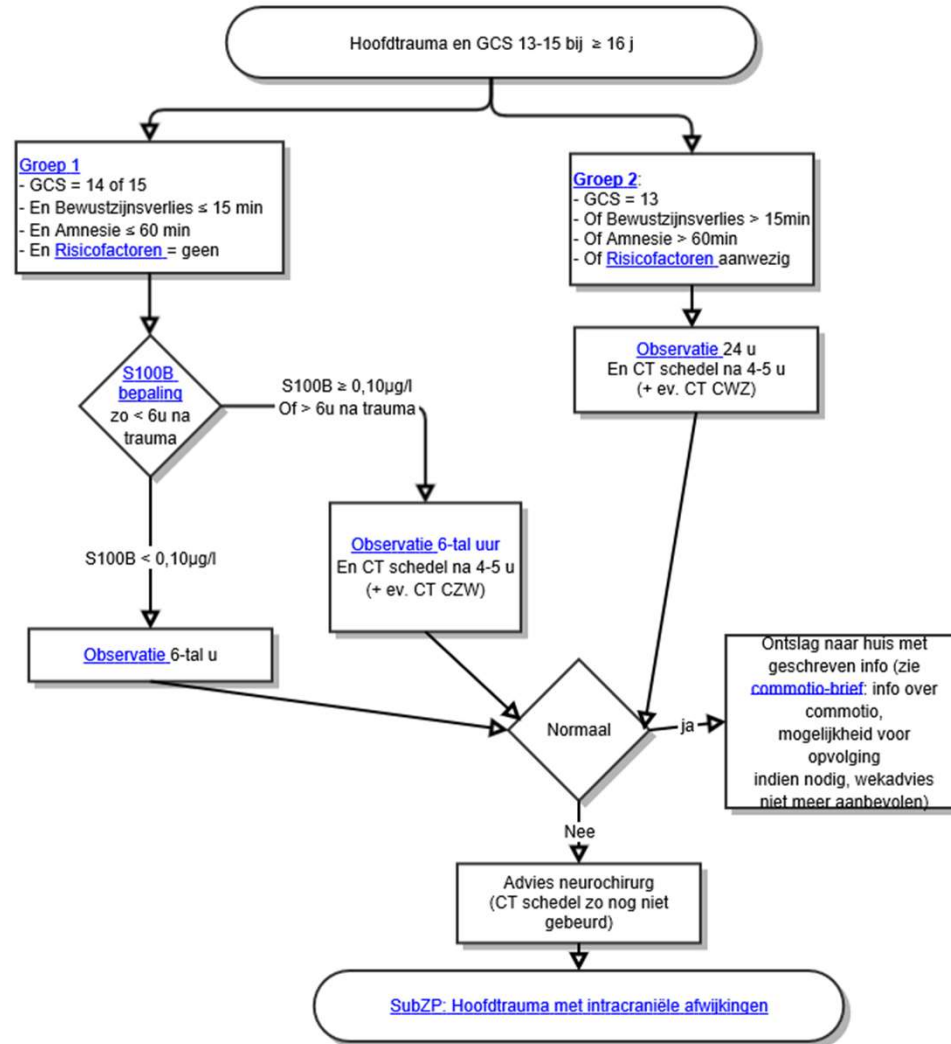 Hoofdtrauma en GCS 13-15 bij ≥ 16 j
Groep 1
- GCS = 14 of 15
- En Bewustzijnsverlies ≤ 15 min
- En Amnesie ≤ 60 min
- En Risicofactoren = geen
Groep 2:
- GCS = 13
- Of Bewustzijnsverlies > 15min
- Of Amnesie > 60min
- Of Risicofactoren aanwezig
S100B
bepaling
zo < 6u na
trauma
S100B ≥ 0,10µg/l
Of > 6u na trauma
Observatie 24 u
En CT schedel na 4-5 u
(+ ev. CT CWZ)
S100B < 0,10µg/l
Observatie 6-tal uur
En CT schedel na 4-5 u
(+ ev. CT CZW)
Observatie 6-tal u
Normaal
ja
Ontslag naar huis met
geschreven info (zie
commotio-brief: info over
commotio,
mogelijkheid voor
opvolging
indien nodig, wekadvies
niet meer aanbevolen)
Nee
Advies neurochirurg
(CT schedel zo nog niet
gebeurd)
SubZP: Hoofdtrauma met intracraniële afwijkingen